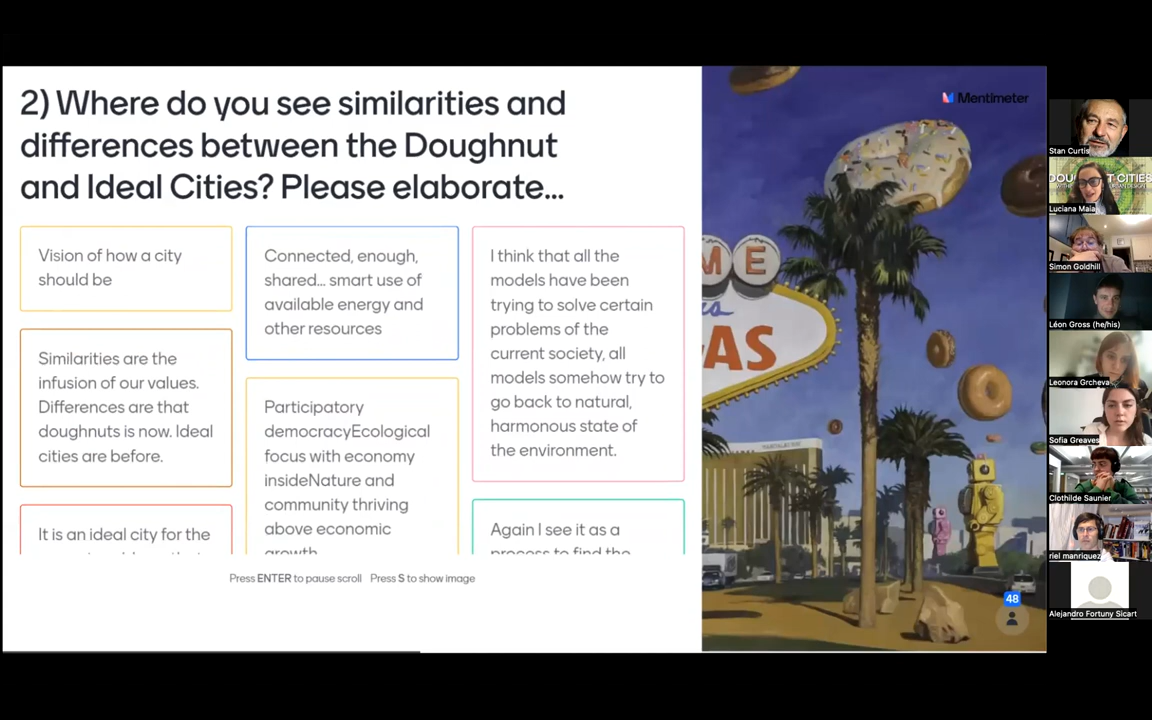 2) Where do you see similarities and
differences between the Doughnut
and Ideal Cities? Please elaborate...
Vision of how a city
should be
Similarities are the
infusion of our values.
Differences are that
doughnuts is now. Ideal
cities are before.
It is an ideal city for the
Connected, enough,
shared... smart use of
available energy and
other resources
Participatory
democracyEcological
focus with economy
insideNature and
community thriving
above economic
growth
I think that all the
models have been
trying to solve certain
problems of the
current society, all
models somehow try to
go back to natural,
harmonous state of
the environment.
Again I see it as a
process to find the
Press ENTER to pause scroll Press S to show image
Mentimeter
ME
AS
48
Stan Curtis
DOU T CITIES
Luciana Maia
Simon Goldhill
Léon Gross (he/his)
Leonora Grcheva
Sofia Greaves
Clothilde Saunier
riel manriquez
Alejandro Fortuny Sicart